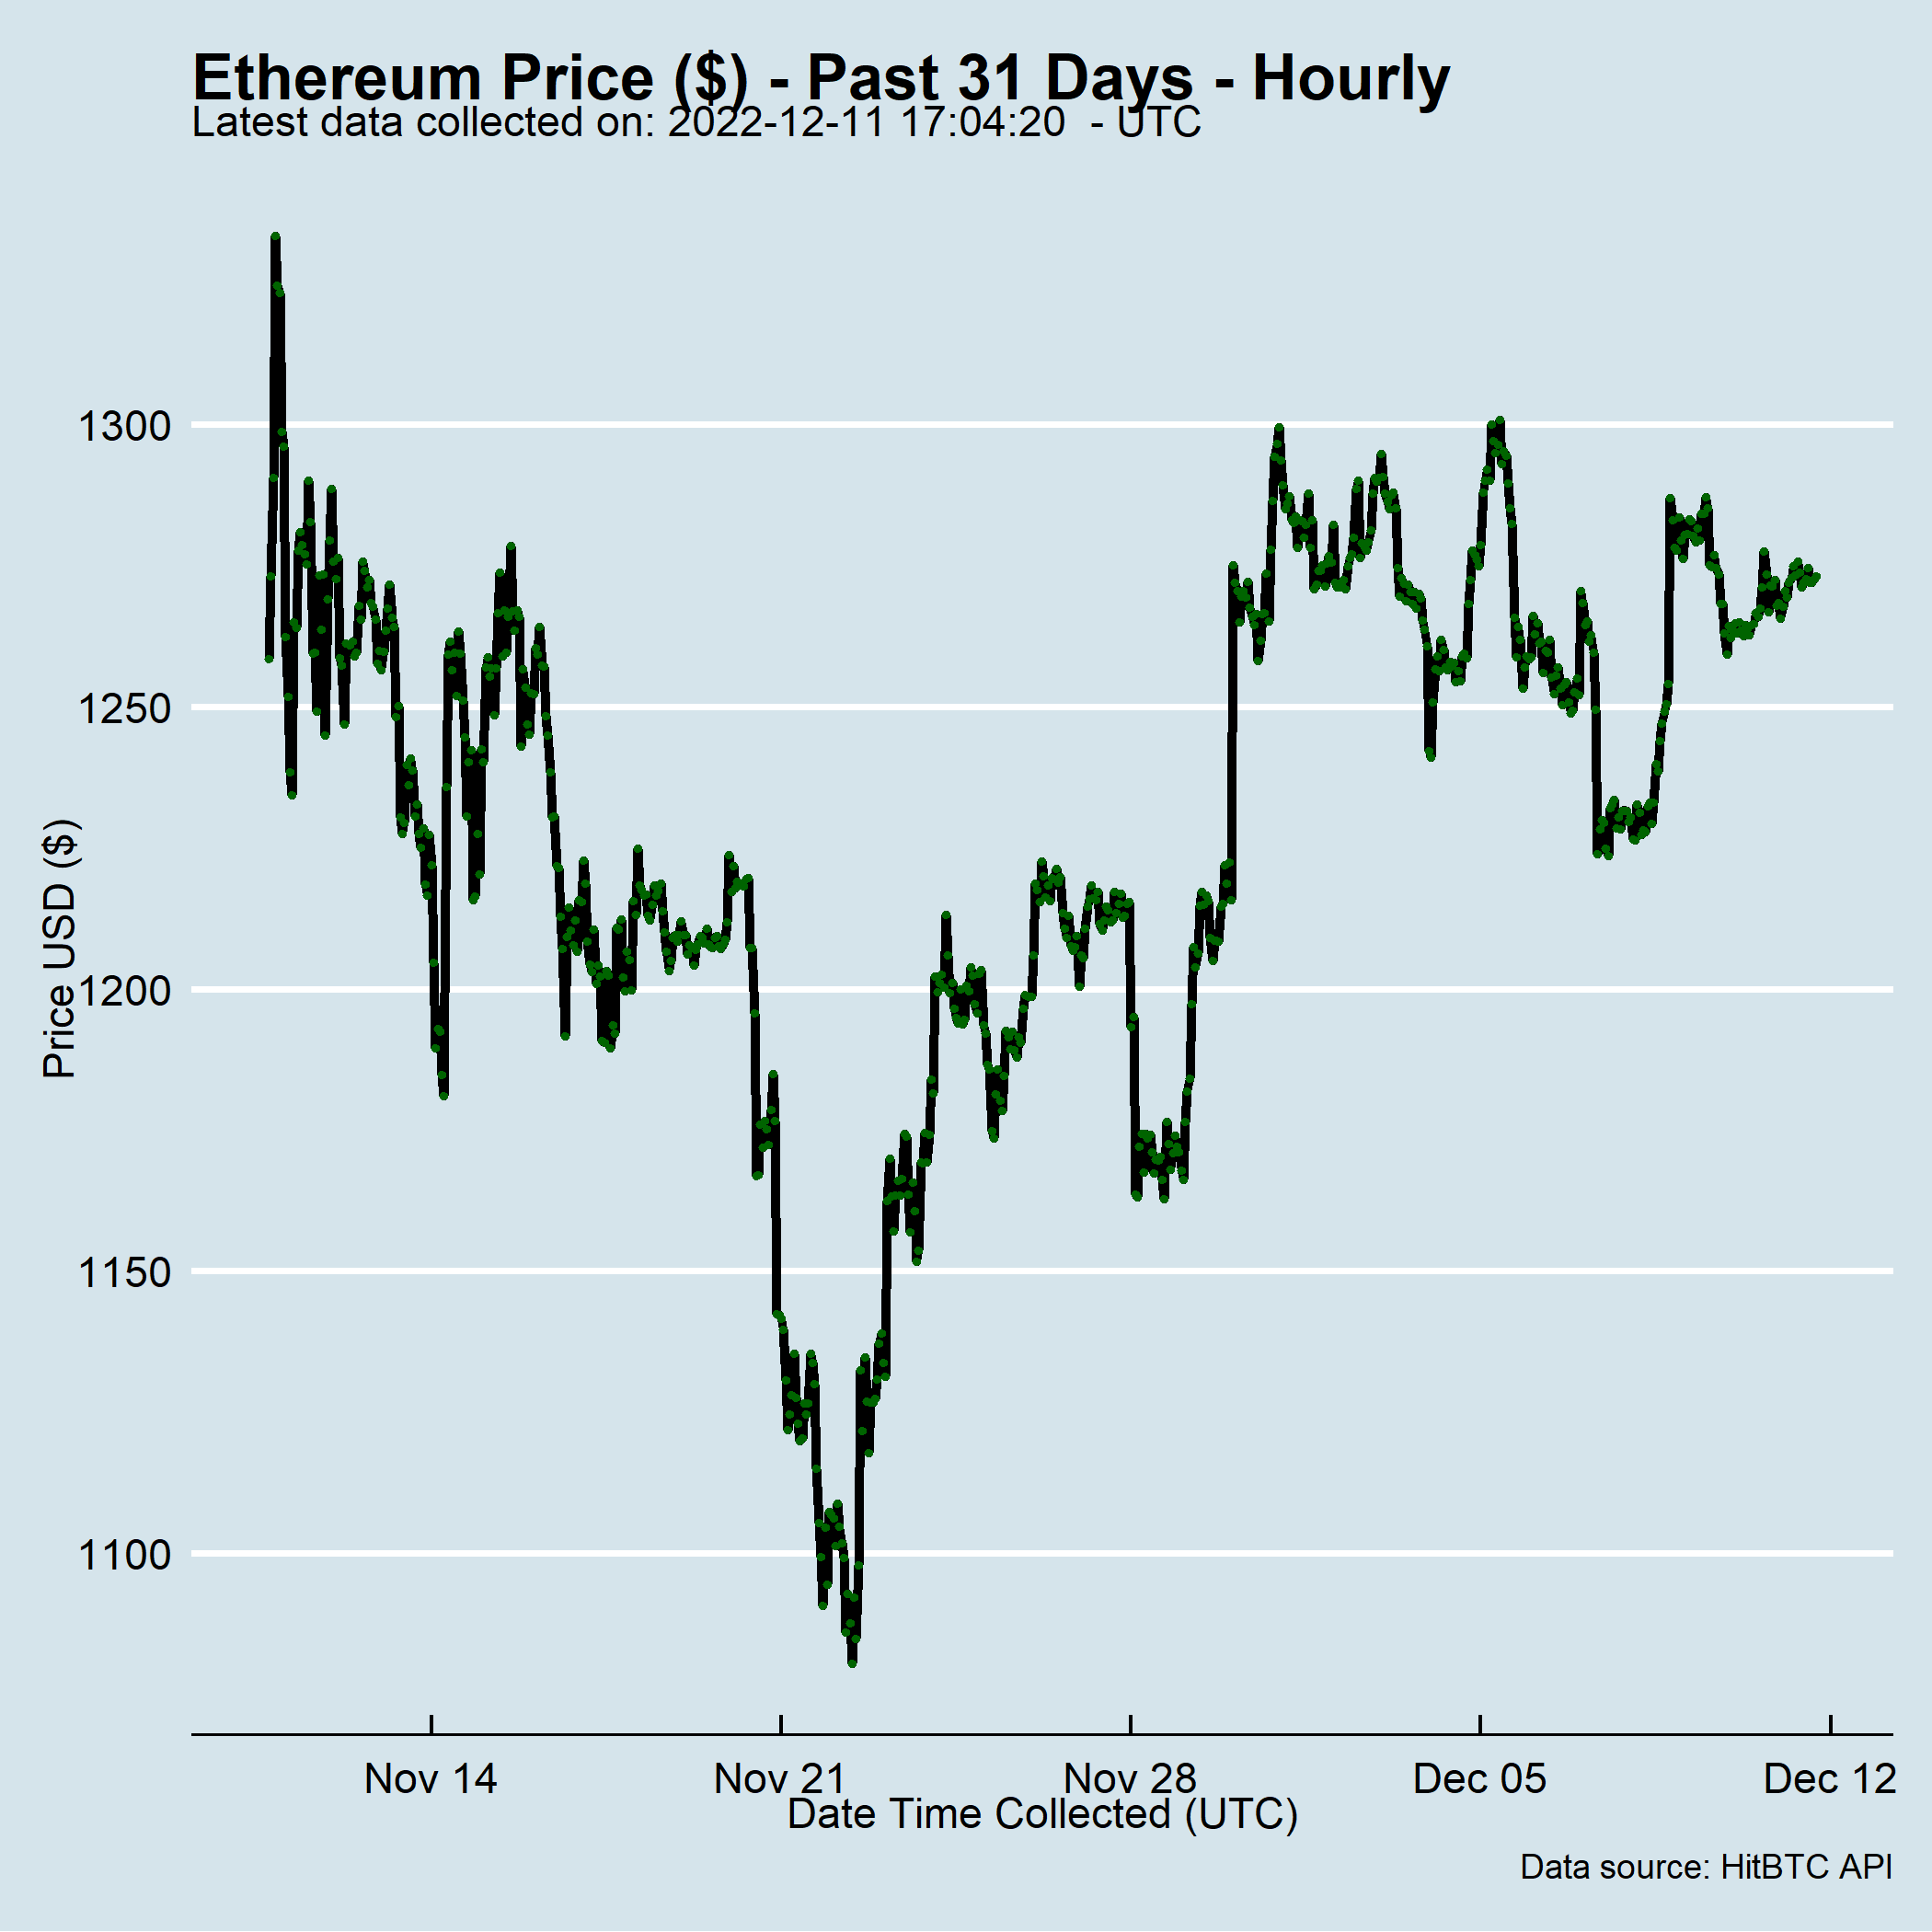 Ethereum Price ($) - Past 31 Days - Hourly
Latest data collected on: 2022-12-11 17:04:20  - UTC
1300
1250
1200
1150
1100
Price USD ($)
Nov 14
Nov 21
Nov 28
Dec 05
Dec 12
Date Time Collected (UTC)
Data source: HitBTC API